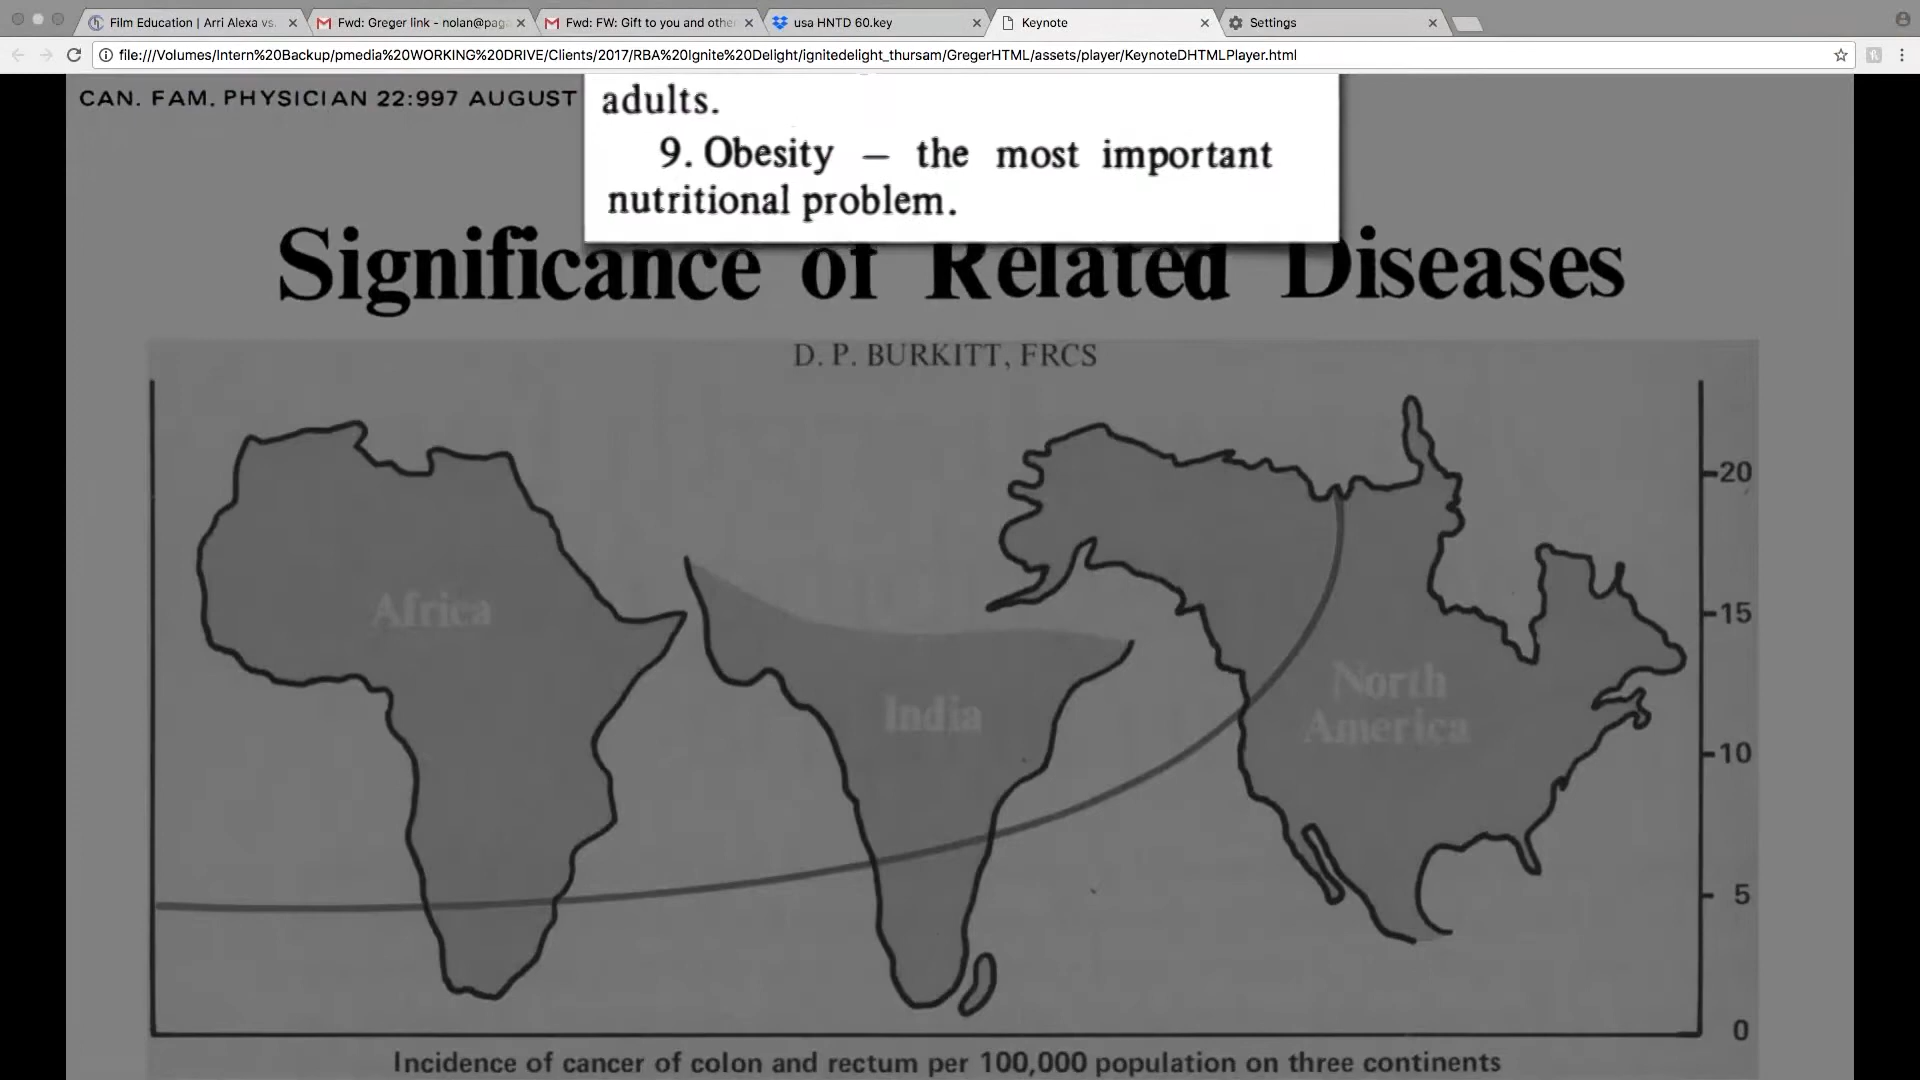 Film Education | Arri Alexa vs.
Fwd: Greger link - nolan@pag
Fwd: FW: Gift to you and other
usa HNTD 60.key
Keynote
Settings
file:///Volumes/Intern%20Backup/pmedia%20WORKING%20DRIVE/Clients/2017/RBA%20Ignite%20Delight/ignitedelight_thursam/GregerHTML/assets/player/KeynoteDHTMLPlayer.html
CAN. FAM. PHYSICIAN 22:997 AUGUST
adults.
9. Obesity — the most important
nutritional problem.
Significance of Related Diseases
D. P. BURKITT, FRCS
20
Africa
15
India
North
America
10
5
0
Incidence of cancer of colon and rectum per 100,000 population on three continents